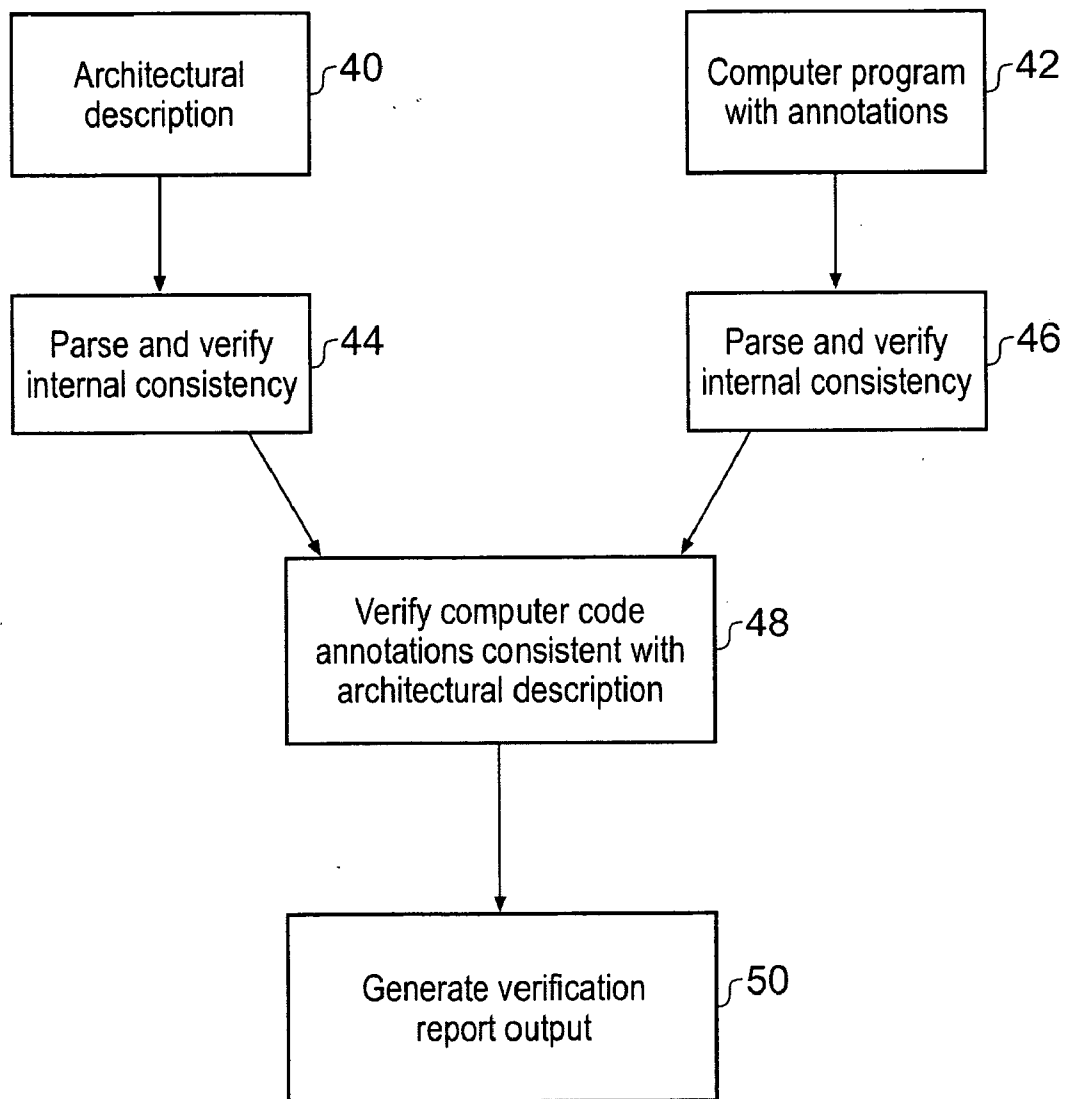 Architectural
description
40
Computer program
with annotations
42
Parse and verify
internal consistency
44
Parse and verify
internal consistency
46
Verify computer code
annotations consistent with
architectural description
48
Generate verification
report output
50